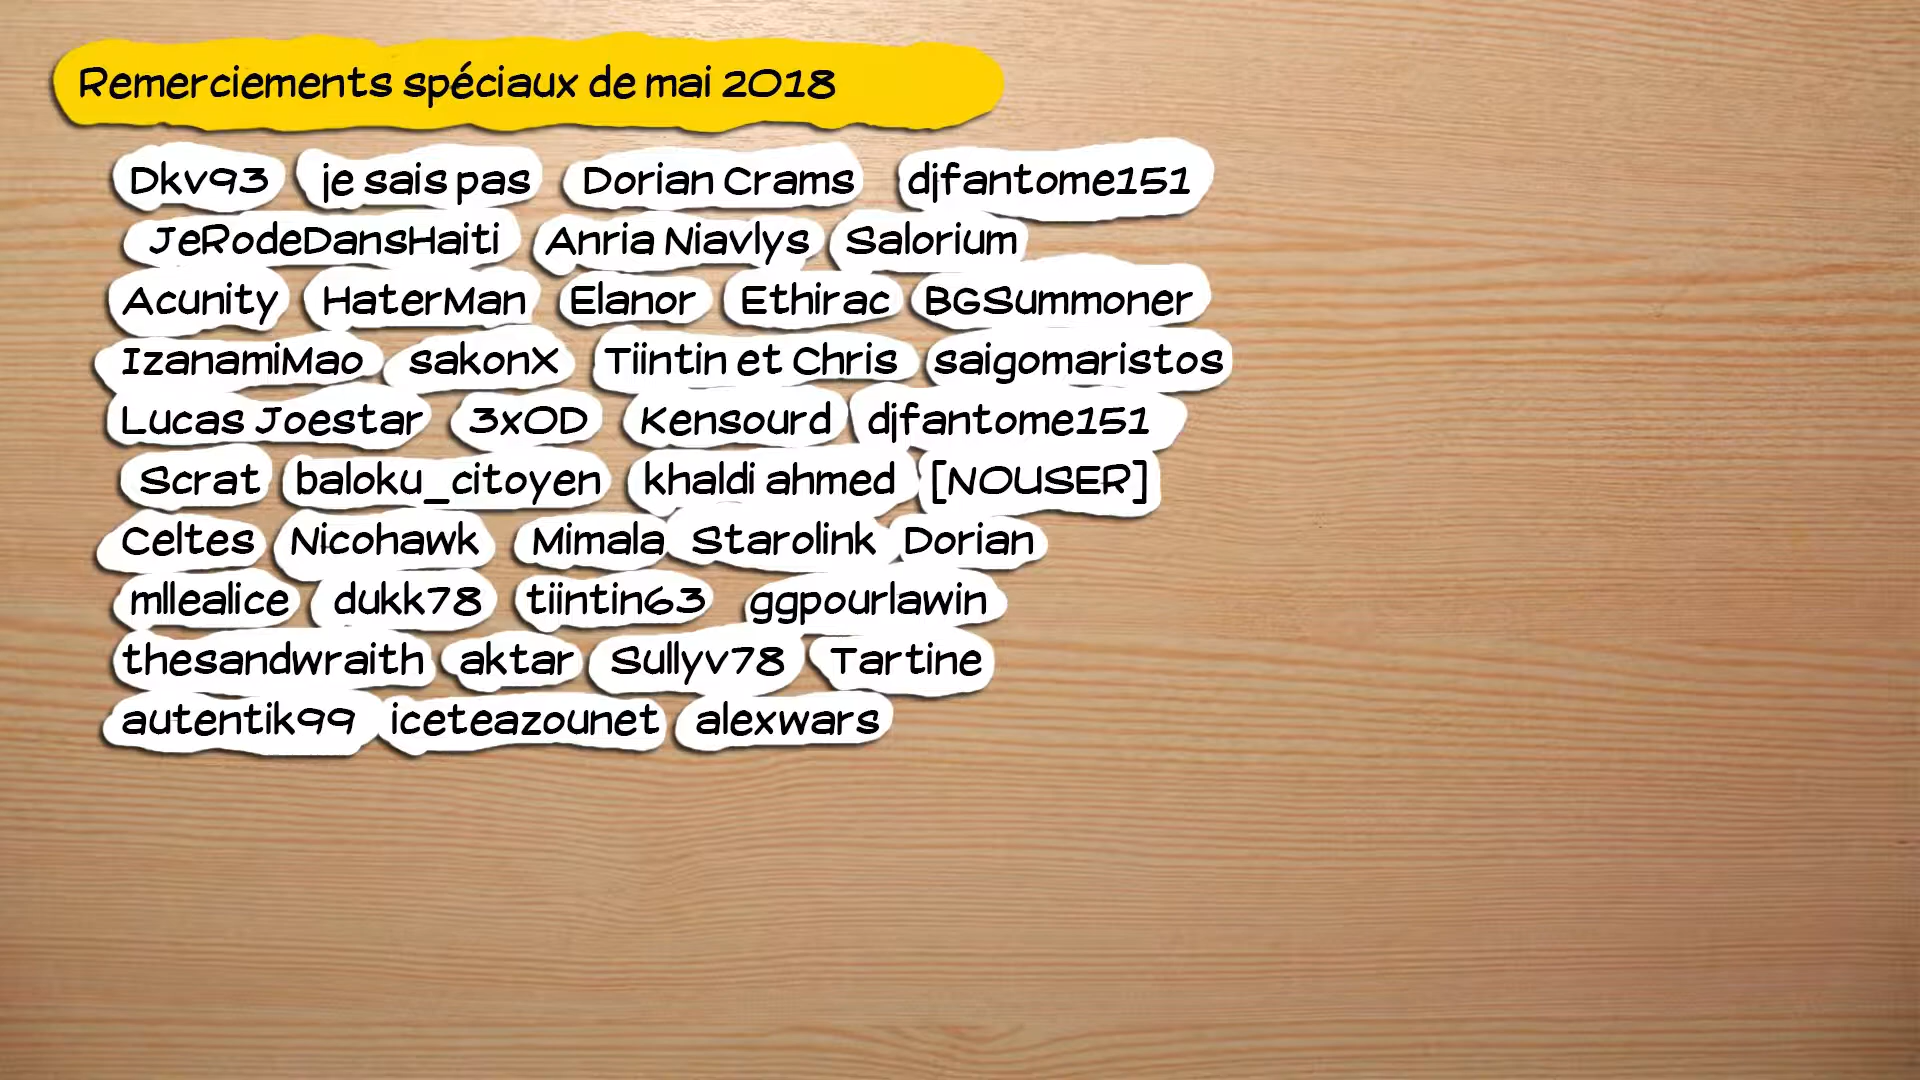 Remerciements spéciaux de mai 2018
Dkv93 je sais pas Dorian Crams djfantome151
JeRodeDansHaiti Anria Niavlys Salorium
Acunity HaterMan Elanor Ethirac BGSummoner
IzanamiMao sakonX Tiintin et Chris saigomaristos
Lucas Joestar 3xOD Kensourd djfantome151
Scrat baloku_citoyen khaldi ahmed [NOUSER]
Celtes Nicohawk Mimala Starolink Dorian
mllealice dukk78 tiintin63 ggpourlawin
thesandwraith aktar Sullyv78 Tartine
autentik99 iceteazounet alexwars